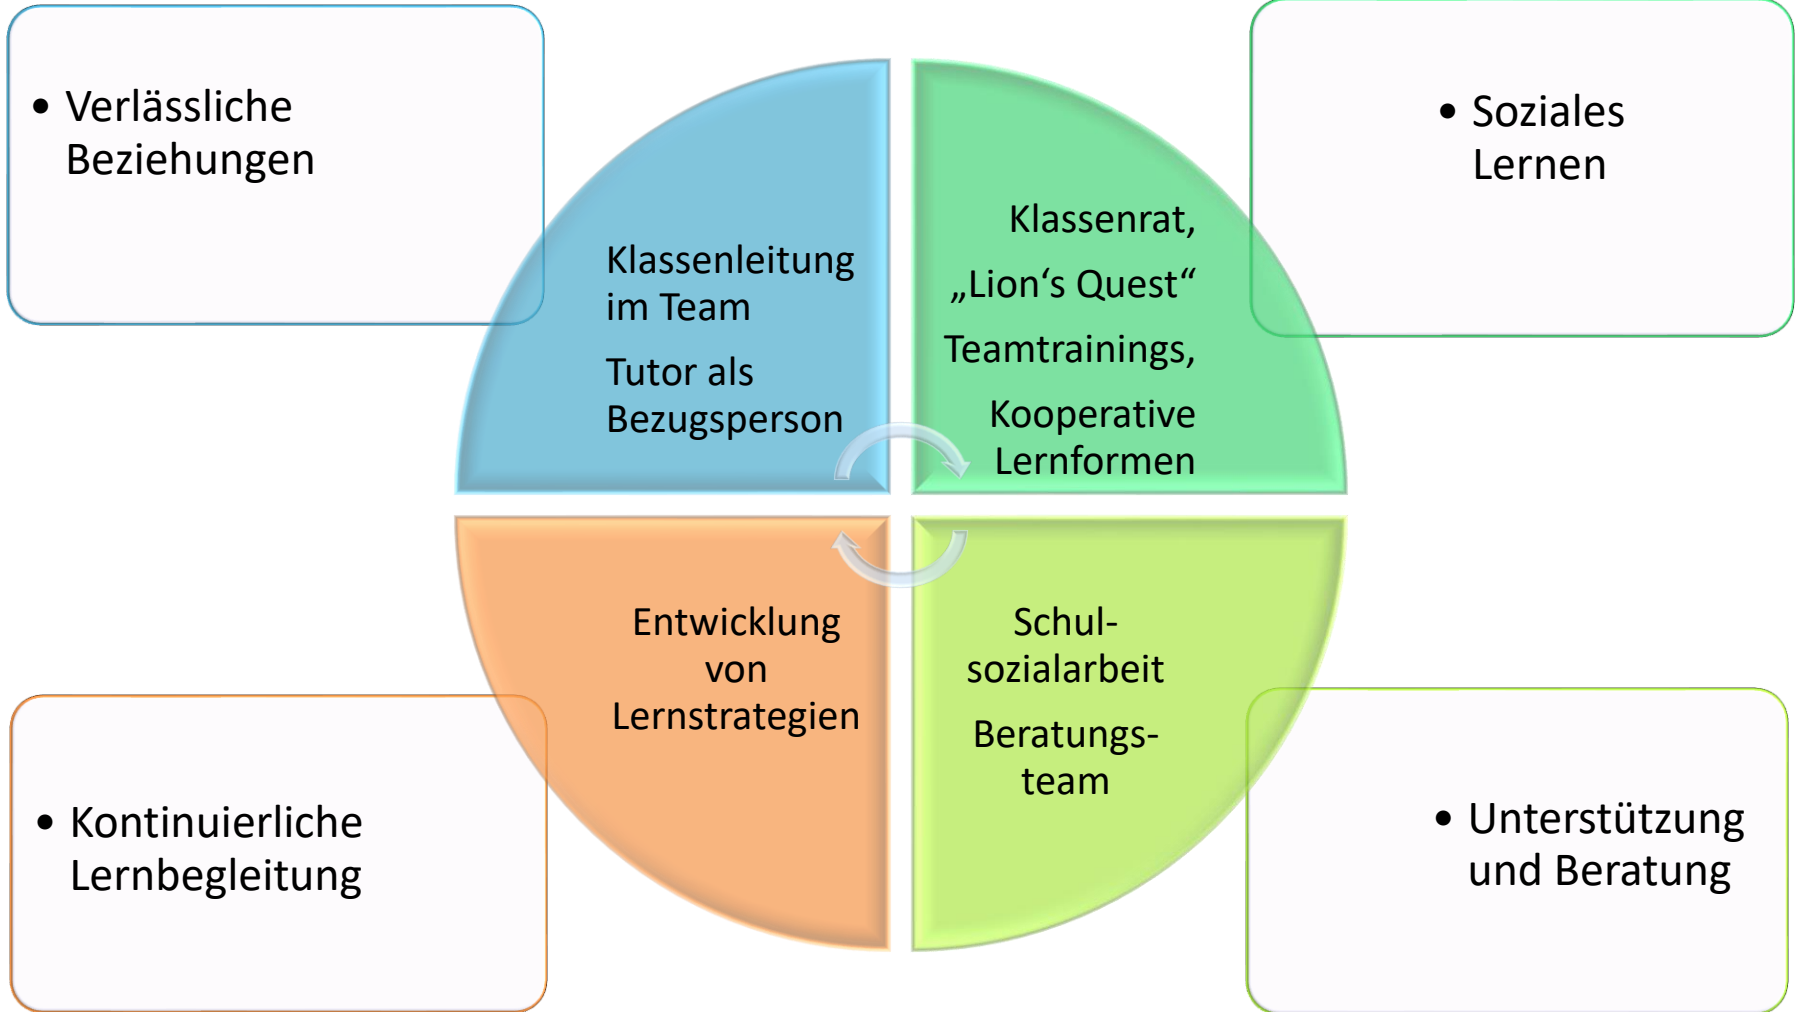 • Verlässliche
Beziehungen
Klassenleitung
im Team
Tutor als
Bezugsperson
• Soziales
Lernen
Klassenrat,
„Lion‘s Quest“
Teamtrainings,
Kooperative
Lernformen
• Kontinuierliche
Lernbegleitung
Entwicklung
von
Lernstrategien
Schul-
sozialarbeit
Beratungs-
team
• Unterstützung
und Beratung